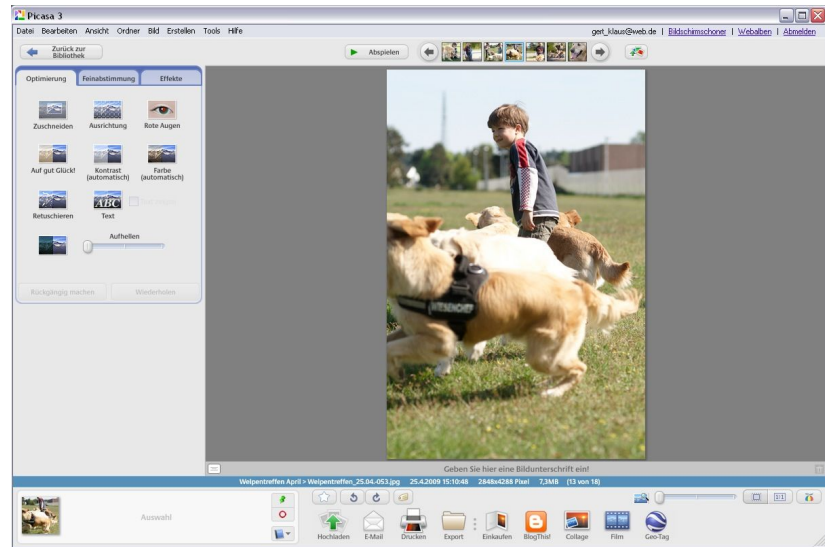 Picasa 3
Datei Bearbeiten Ansicht Ordner Bild Erstellen Tools Hilfe
gert_klaus@web.de | Bildschirmschoner | Webalben | Abmelden
Zurück zur
Bibliothek
Abspielen
Optimierung Feinabstimmung Effekte
Zuschneiden Ausrichtung Rote Augen
Auf gut Glück! Kontrast (automatisch) Farbe (automatisch)
ABC
Retuschieren Text
Aufhellen
Rückgängig machen Wiederholen
Geben Sie hier eine Bildunterschrift ein!
Welpentreffen April > Welpentreffen_25.04.-053.jpg 25.4.2009 15:10:48 2848x4288 Pixel 7,3MB (13 von 18)
Auswahl
1:1
Hochladen E-Mail Drucken Export Einkaufen BlogThis! Collage Film Geo-Tag